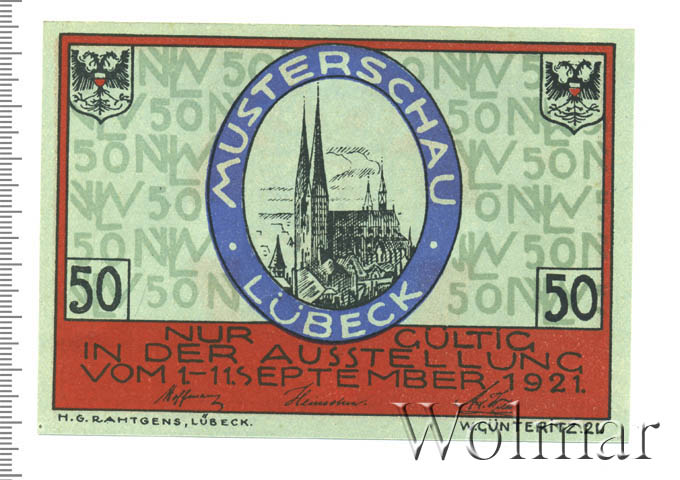 MUSTERSCHAU
LÜBECK
50 50
NUR GÜLTIG
IN DER AUSSTELLUNG
VOM 1.-11. SEPTEMBER 1921.
H.G. RAHTGENS, LÜBECK. W. GÜNTERITZ. 21
Wolmar